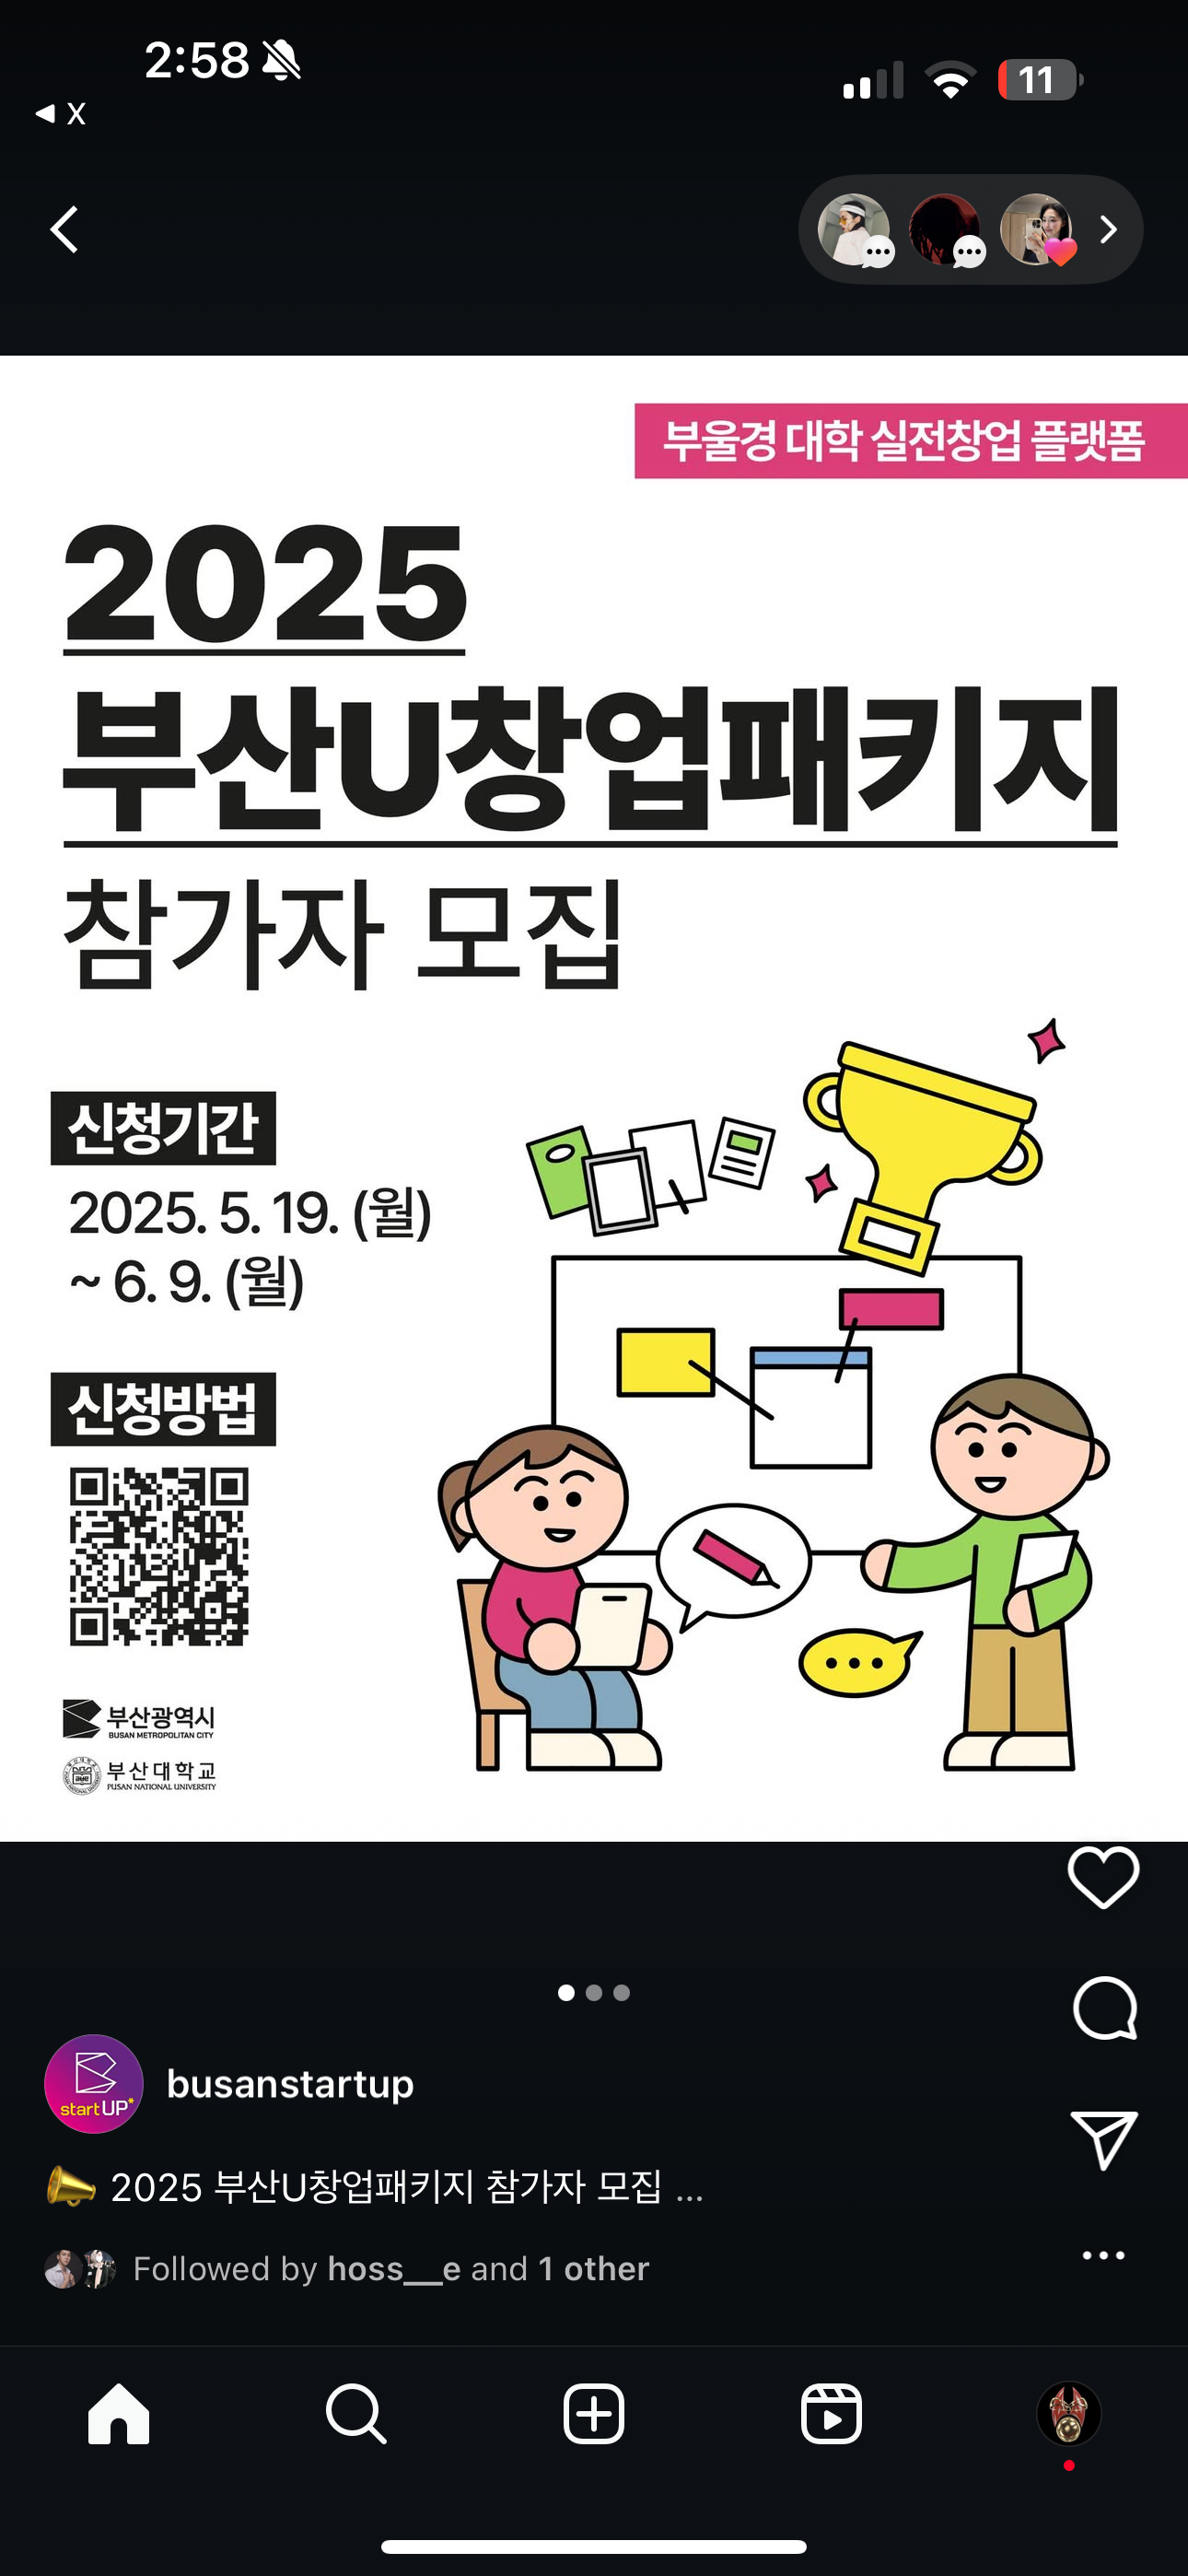 2:58
X
11
부울경 대학 실전창업 플랫폼
2025
부산U창업패키지
참가자 모집
신청기간
2025. 5. 19. (월)
~ 6. 9. (월)
신청방법
부산광역시
BUSAN METROPOLITAN CITY
부산대학교
PUSAN NATIONAL UNIVERSITY
busanstartup
startUP*
2025 부산U창업패키지 참가자 모집 ...
Followed by hoss__e and 1 other